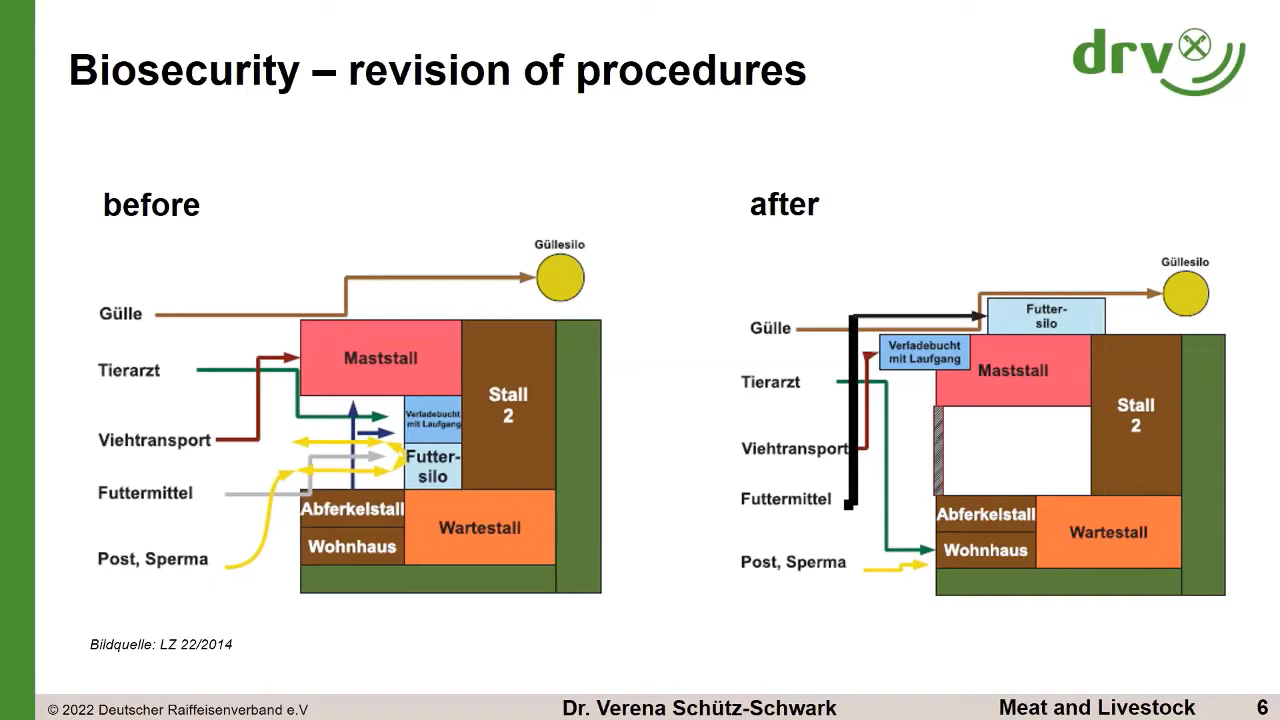 Biosecurity – revision of procedures
drv
before
Güllesilo
Gülle
Maststall
Tierarzt
Stall
2
Verladebucht
mit Laufgang
Viehtransport
Futter-
silo
Futtermittel
Abferkelstall
Wartestall
Wohnhaus
Post, Sperma
after
Güllesilo
Futter-
silo
Gülle
Verladebucht
mit Laufgang
Maststall
Tierarzt
Stall
2
Viehtransport
Futtermittel
Abferkelstall
Wartestall
Wohnhaus
Post, Sperma
Bildquelle: LZ 22/2014
© 2022 Deutscher Raiffeisenverband e.V
Dr. Verena Schütz-Schwark
Meat and Livestock
6